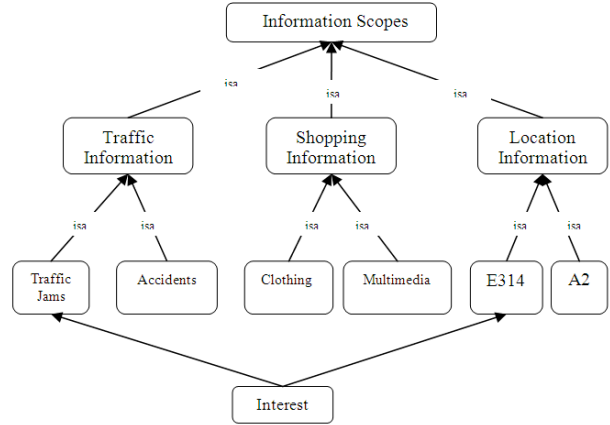 Information Scopes
isa
isa
isa
Traffic
Information
Shopping
Information
Location
Information
isa
isa
isa
isa
isa
isa
Traffic
Jams
Accidents
Clothing
Multimedia
E314
A2
Interest